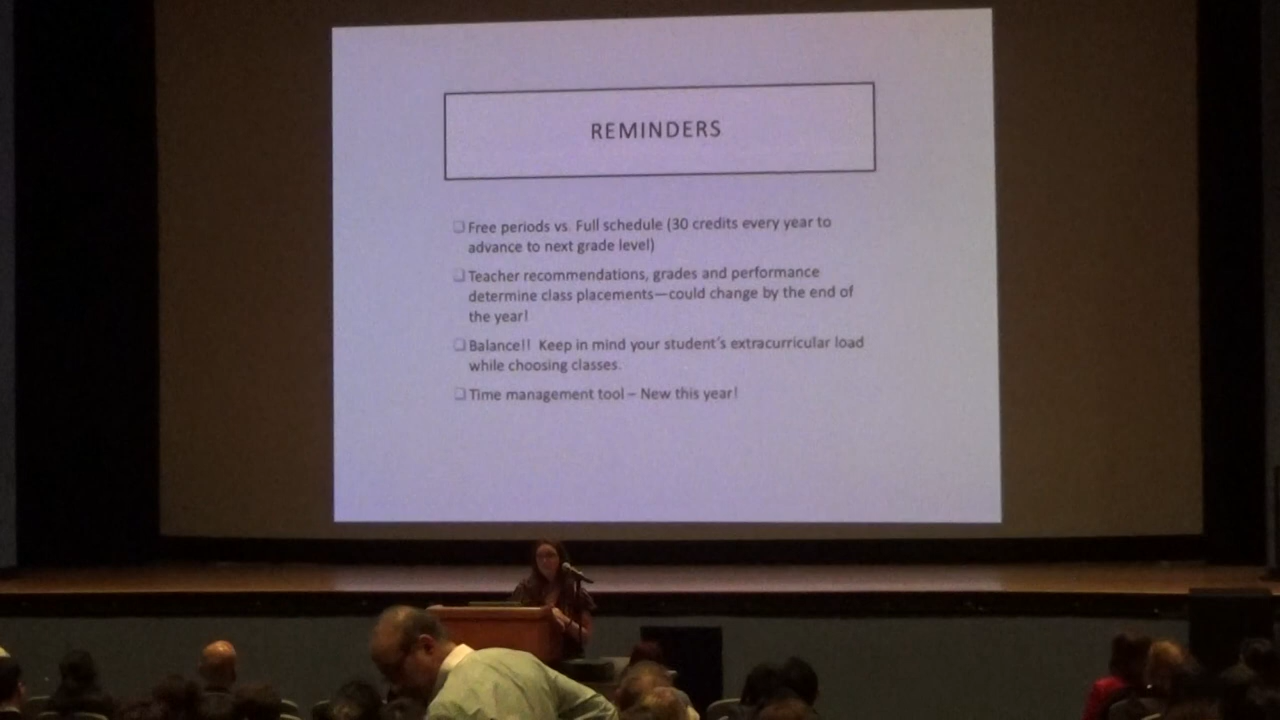 REMINDERS
Free periods vs. Full schedule (30 credits every year to
advance to next grade level)
Teacher recommendations, grades and performance
determine class placements—could change by the end of
the year!
Balance!! Keep in mind your student's extracurricular load
while choosing classes.
Time management tool – New this year!